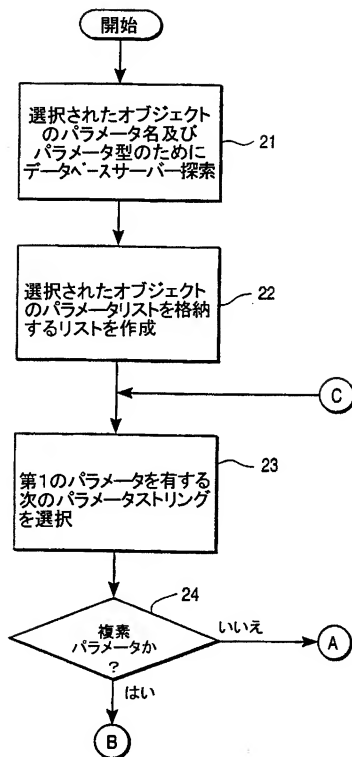 開始
選択されたオブジェクト
のパラメータ名及び
パラメータ型のために
データベースサーバー探索
21
選択されたオブジェクト
のパラメータリストを格納
するリストを作成
22
C
第1のパラメータを有する
次のパラメータストリング
を選択
23
24
複素
パラメータか
?
いいえ
A
はい
B